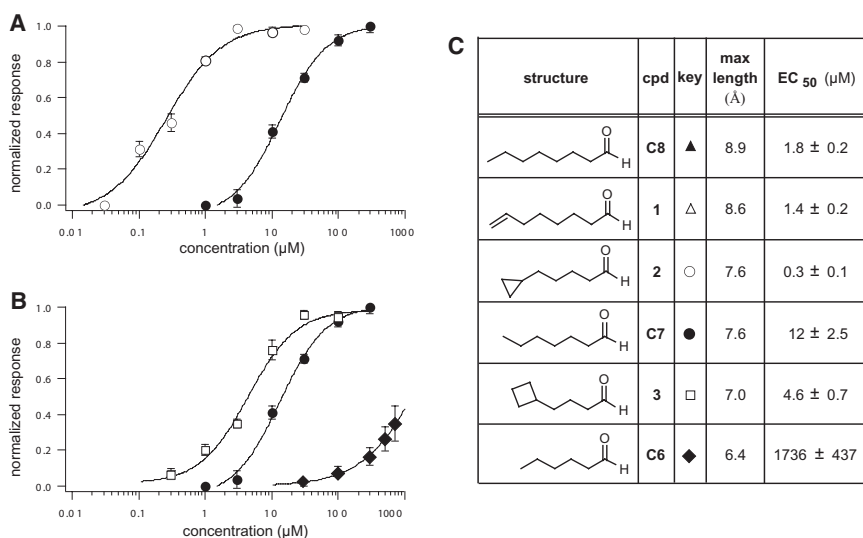 A
normalized response
1.0
0.8
0.6
0.4
0.2
0.0
0.01 0.1 1 10 100 1000
concentration (µM)
B
normalized response
1.0
0.8
0.6
0.4
0.2
0.0
0.01 0.1 1 10 100 1000
concentration (µM)
C
structure cpd key max length (Å) EC 50 (µM)
O H C8 8.9 1.8 ± 0.2
O H 1 8.6 1.4 ± 0.2
O H 2 7.6 0.3 ± 0.1
O H C7 7.6 12 ± 2.5
O H 3 7.0 4.6 ± 0.7
O H C6 6.4 1736 ± 437